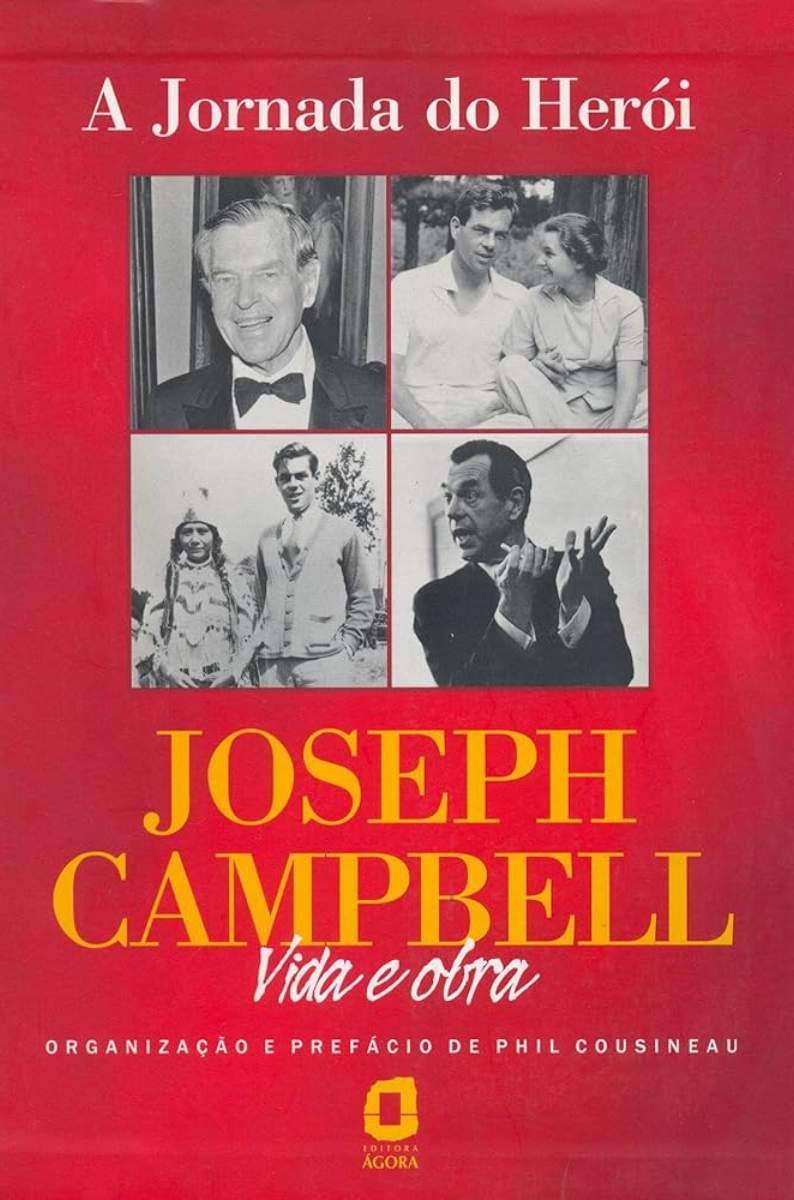 A Jornada do Herói
JOSEPH
CAMPBELL
Vida e obra
ORGANIZAÇÃO E PREFÁCIO DE PHIL COUSINEAU
EDITORA
ÁGORA